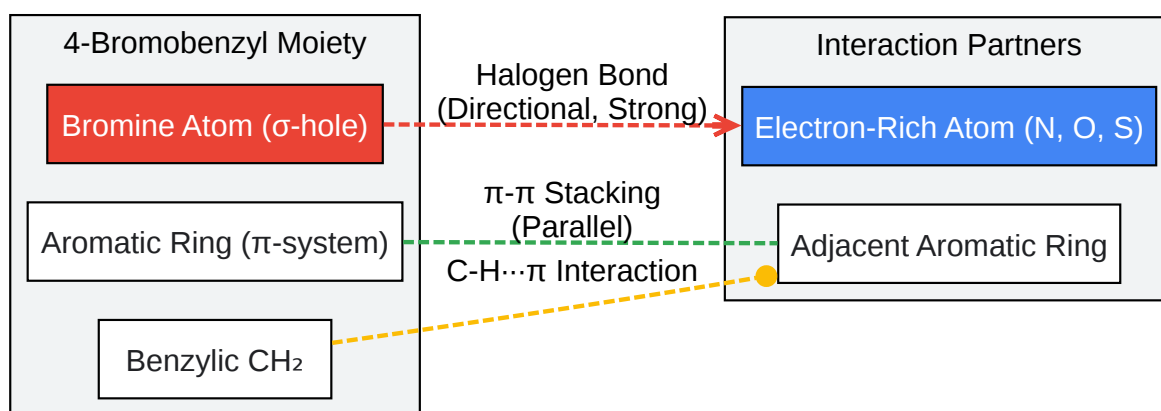 4-Bromobenzyl Moiety
Interaction Partners
Halogen Bond
(Directional, Strong)
Bromine Atom (σ-hole)
Electron-Rich Atom (N, O, S)
π-π Stacking
(Parallel)
Aromatic Ring (π-system)
Adjacent Aromatic Ring
C-H···π Interaction
Benzylic CH₂